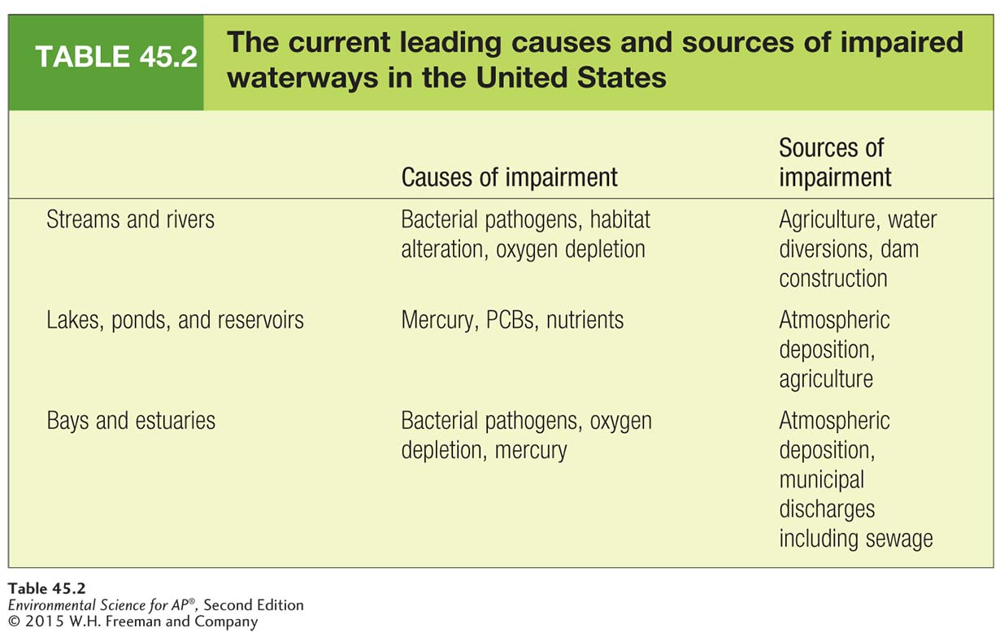 TABLE 45.2
The current leading causes and sources of impaired
waterways in the United States
Causes of impairment
Sources of
impairment
Streams and rivers
Bacterial pathogens, habitat
alteration, oxygen depletion
Agriculture, water
diversions, dam
construction
Lakes, ponds, and reservoirs
Mercury, PCBs, nutrients
Atmospheric
deposition,
agriculture
Bays and estuaries
Bacterial pathogens, oxygen
depletion, mercury
Atmospheric
deposition,
municipal
discharges
including sewage
Table 45.2
Environmental Science for AP®, Second Edition
© 2015 W.H. Freeman and Company